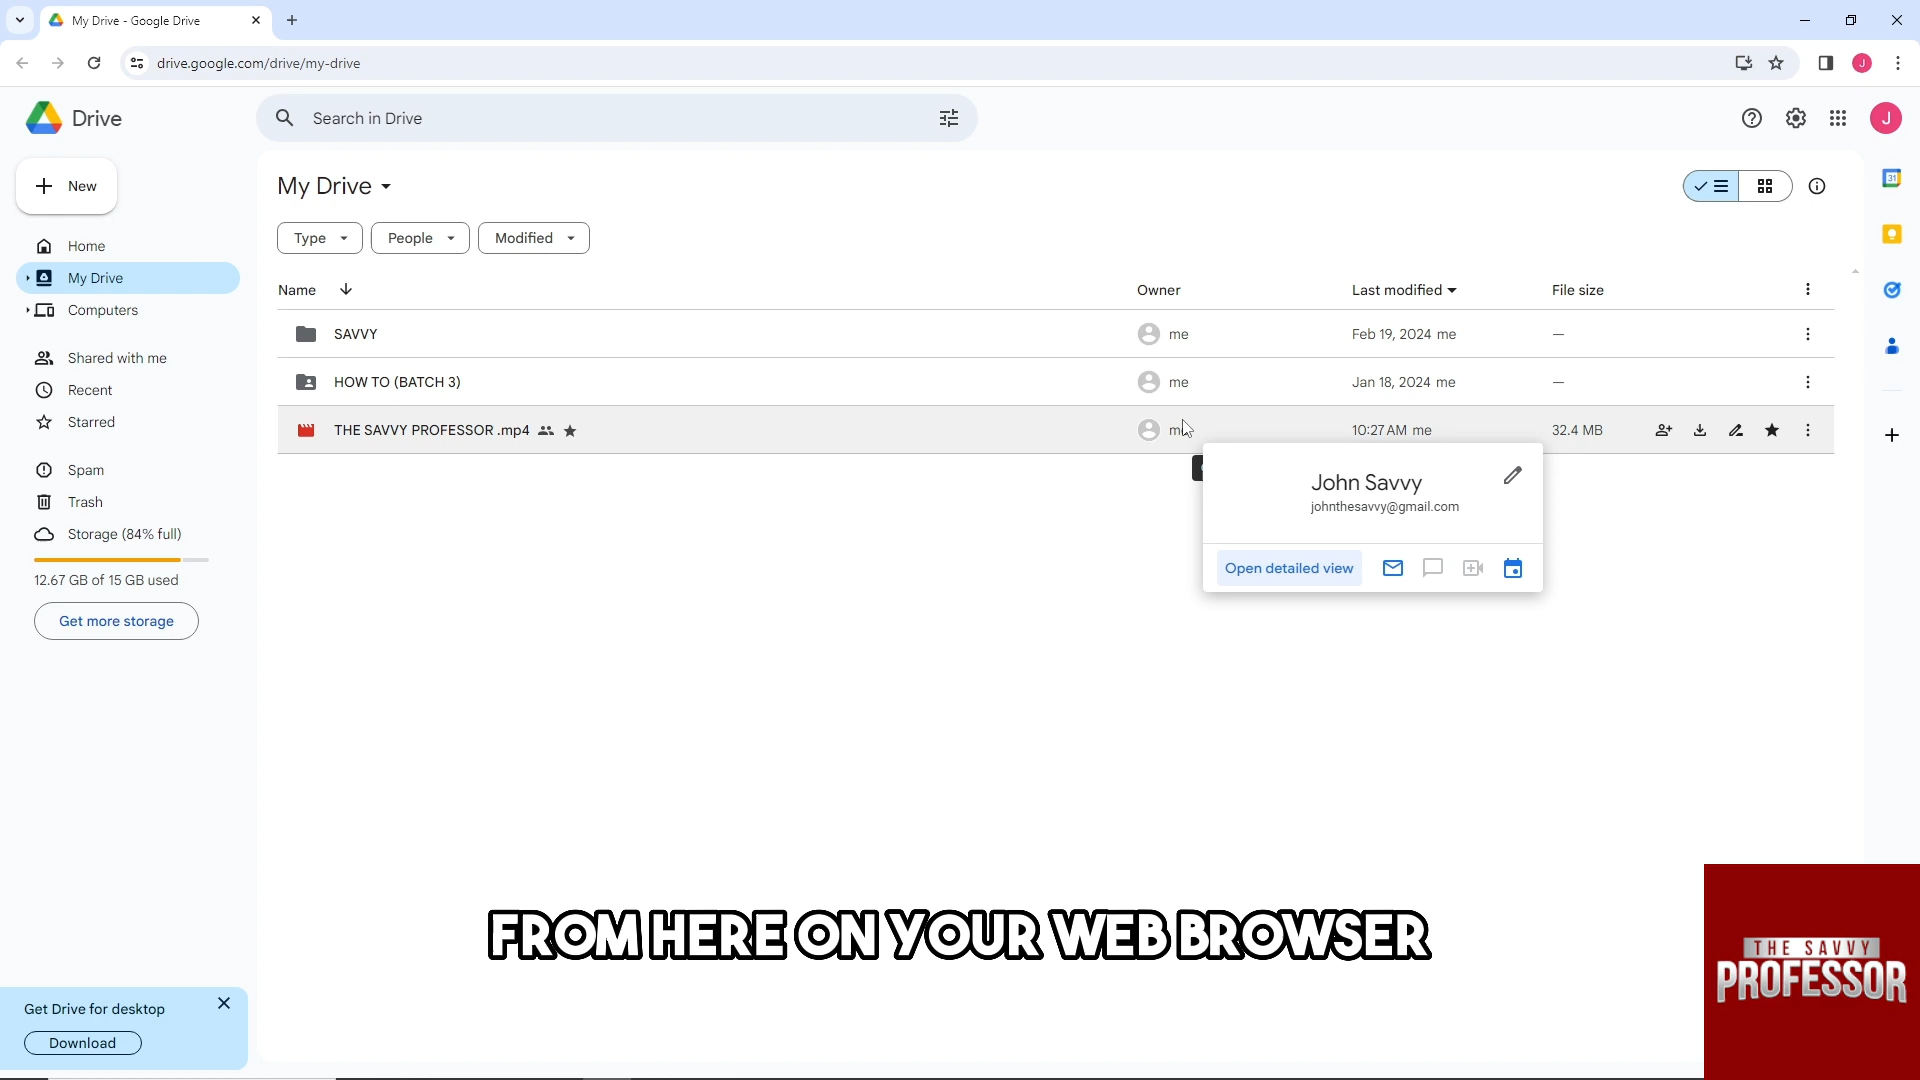 My Drive - Google Drive
drive.google.com/drive/my-drive
J
Drive
Search in Drive
J
New
My Drive
31
Type
People
Modified
Home
My Drive
Computers
Name
Owner
Last modified
File size
SAVVY
me
Feb 19, 2024 me
—
Shared with me
HOW TO (BATCH 3)
me
Jan 18, 2024 me
—
Recent
Starred
THE SAVVY PROFESSOR .mp4
10:27 AM me
32.4 MB
Spam
John Savvy
johnthesavvy@gmail.com
Trash
Storage (84% full)
12.67 GB of 15 GB used
Open detailed view
Get more storage
FROM HERE ON YOUR WEB BROWSER
THE SAVVY
PROFESSOR
Get Drive for desktop
Download